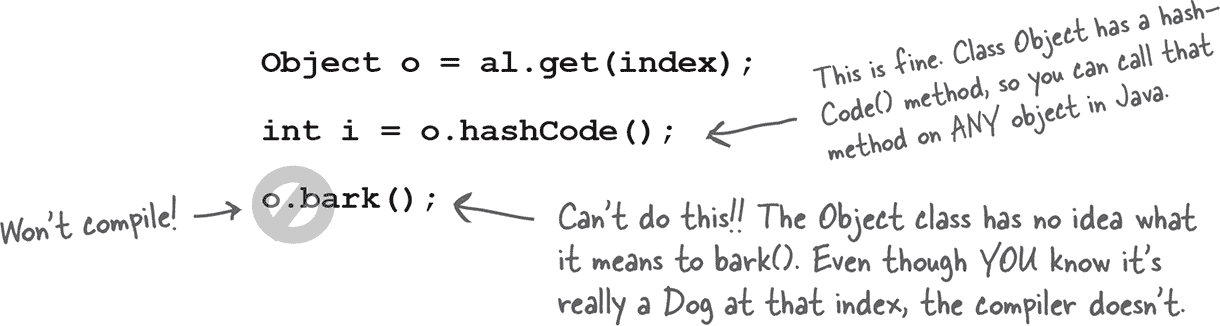 Object o = al.get(index);
This is fine. Class Object has a hash-
Code() method, so you can call that
method on ANY object in Java.
int i = o.hashCode();
o.bark();
Won't compile!
Can't do this!! The Object class has no idea what
it means to bark(). Even though YOU know it's
really a Dog at that index, the compiler doesn't.